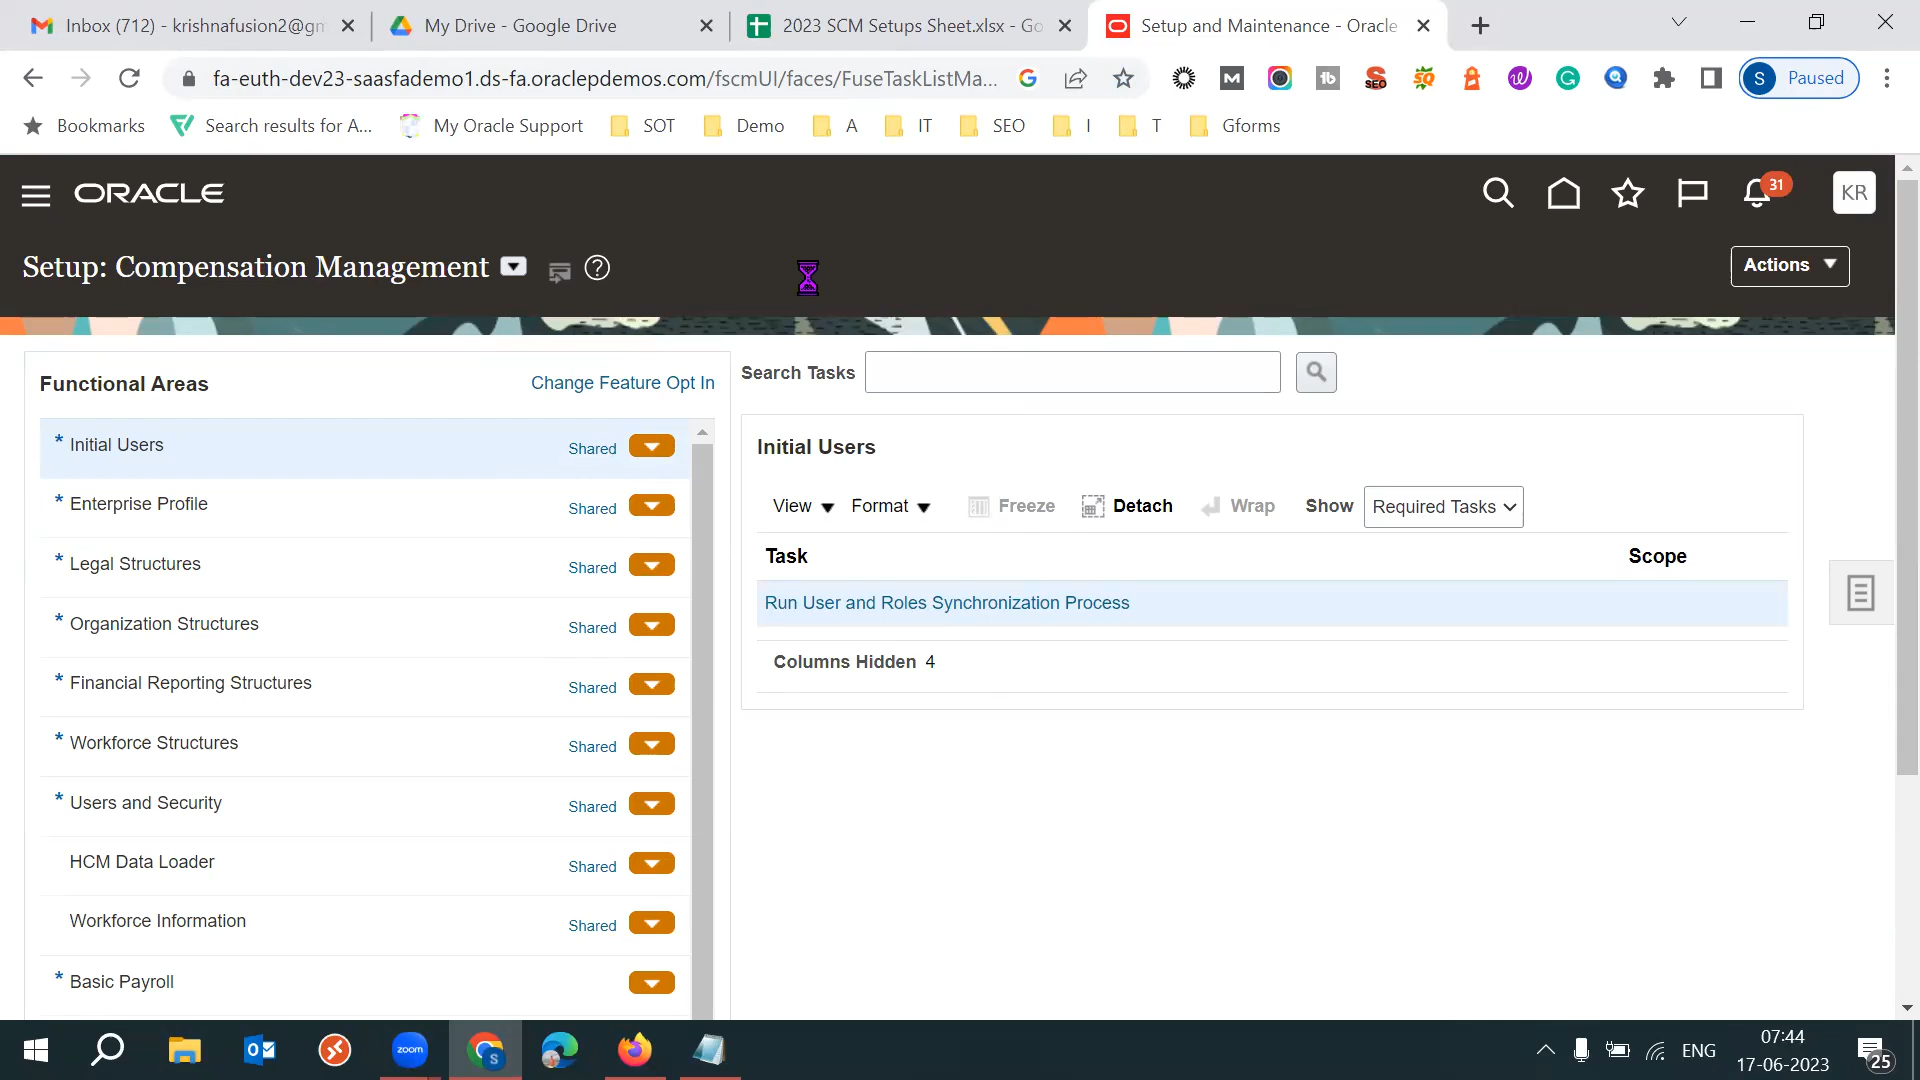 Inbox (712) - krishnafusion2@gm
My Drive - Google Drive
2023 SCM Setups Sheet.xlsx - Go
Setup and Maintenance - Oracle
fa-euth-dev23-saasfademo1.ds-fa.oraclepdemos.com/fscmUI/faces/FuseTaskListMa...
S Paused
Bookmarks
Search results for A...
My Oracle Support
SOT
Demo
A
IT
SEO
I
T
Gforms
ORACLE
31
KR
Setup: Compensation Management
Actions
Functional Areas
Change Feature Opt In
Search Tasks
* Initial Users Shared
* Enterprise Profile Shared
* Legal Structures Shared
* Organization Structures Shared
* Financial Reporting Structures Shared
* Workforce Structures Shared
* Users and Security Shared
HCM Data Loader Shared
Workforce Information Shared
* Basic Payroll
Initial Users
View Format Freeze Detach Wrap Show Required Tasks
Task Scope
Run User and Roles Synchronization Process
Columns Hidden 4
zoom
S
ENG
07:44
17-06-2023
25